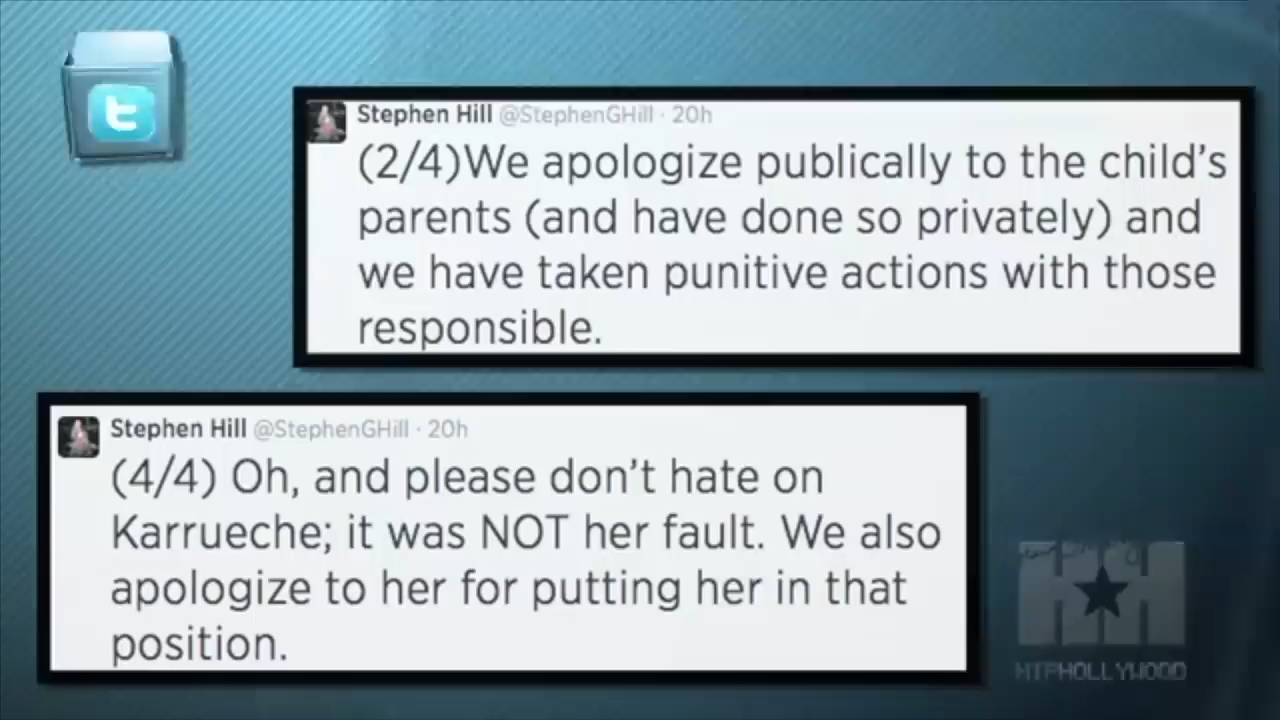 t
Stephen Hill @StephenGHill · 20h
(2/4)We apologize publically to the child's
parents (and have done so privately) and
we have taken punitive actions with those
responsible.
Stephen Hill @StephenGHill · 20h
(4/4) Oh, and please don't hate on
Karrueche; it was NOT her fault. We also
apologize to her for putting her in that
position.
HH
HIPHOLLYWOOD